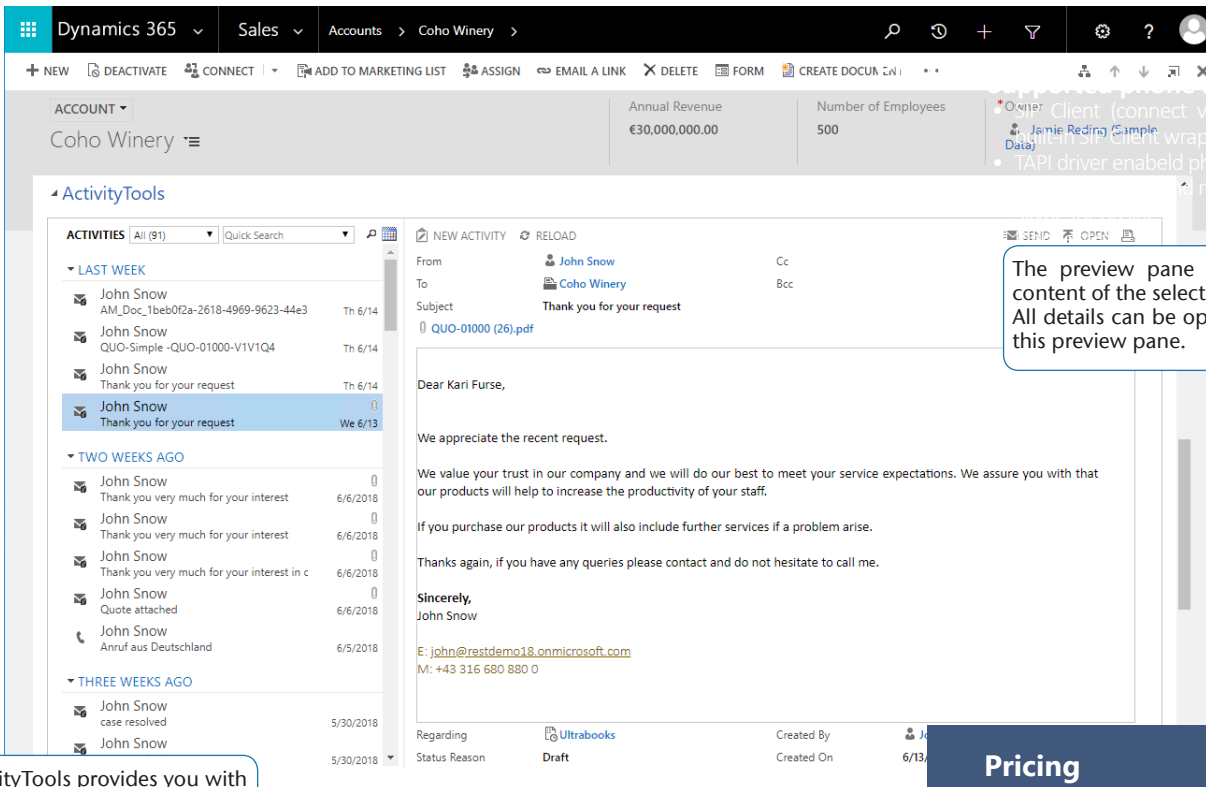 Dynamics 365 Sales Accounts > Coho Winery >
NEW DEACTIVATE CONNECT ADD TO MARKETING LIST ASSIGN EMAIL A LINK DELETE FORM CREATE
ACCOUNT
Coho Winery
Annual Revenue
€30,000,000.00
Number of Employees
500
*Owner
Jamie Reding (Sample
Data)
Supported phone
• SIP Client (connect v
built-in SIP Client wrap
• TAPI driver enabeld ph
ActivityTools
ACTIVITIES All (91) Quick Search
LAST WEEK
John Snow
AM_Doc_1beb0f2a-2618-4969-9623-44e3 Th 6/14
John Snow
QUO-Simple -QUO-01000-V1V1Q4 Th 6/14
John Snow
Thank you for your request Th 6/14
John Snow
Thank you for your request We 6/13
TWO WEEKS AGO
John Snow
Thank you very much for your interest 6/6/2018
John Snow
Thank you very much for your interest 6/6/2018
John Snow
Thank you very much for your interest in c 6/6/2018
John Snow
Quote attached 6/6/2018
John Snow
Anruf aus Deutschland 6/5/2018
THREE WEEKS AGO
John Snow
case resolved 5/30/2018
John Snow
5/30/2018
NEW ACTIVITY RELOAD SEND OPEN
From John Snow Cc
To Coho Winery Bcc
Subject Thank you for your request
QUO-01000 (26).pdf
Dear Kari Furse,
We appreciate the recent request.
We value your trust in our company and we will do our best to meet your service expectations. We assure you with that
our products will help to increase the productivity of your staff.
If you purchase our products it will also include further services if a problem arise.
Thanks again, if you have any queries please contact and do not hesitate to call me.
Sincerely,
John Snow
E: john@restdemo18.onmicrosoft.com
M: +43 316 680 880 0
Regarding Ultrabooks Created By Jo
Status Reason Draft Created On 6/13/
The preview pane
content of the select
All details can be op
this preview pane.
ityTools provides you with
Pricing